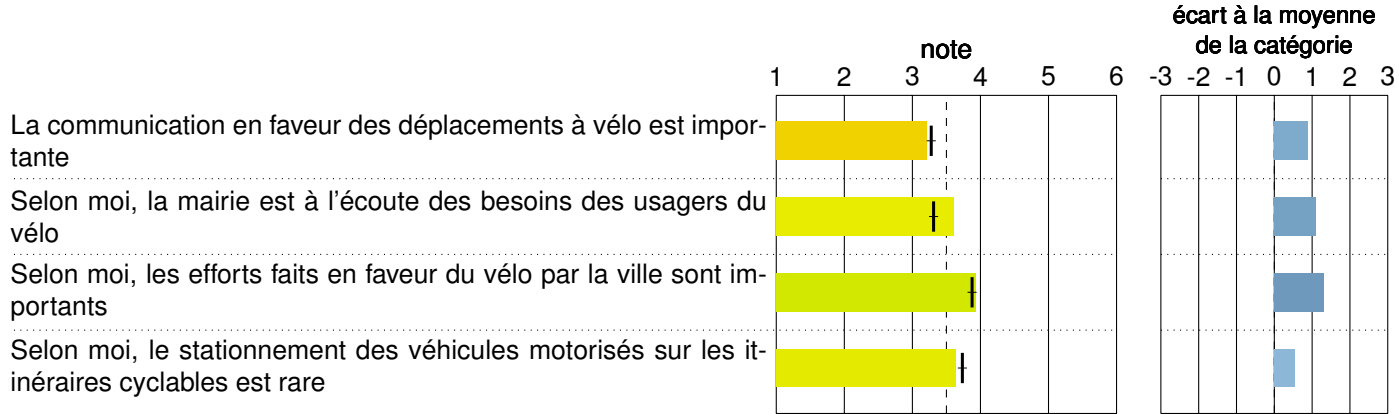 écart à la moyenne
note de la catégorie
1 2 3 4 5 6 -3 -2 -1 0 1 2 3
La communication en faveur des déplacements à vélo est impor-
tante
Selon moi, la mairie est à l'écoute des besoins des usagers du
vélo
Selon moi, les efforts faits en faveur du vélo par la ville sont im-
portants
Selon moi, le stationnement des véhicules motorisés sur les it-
inéraires cyclables est rare